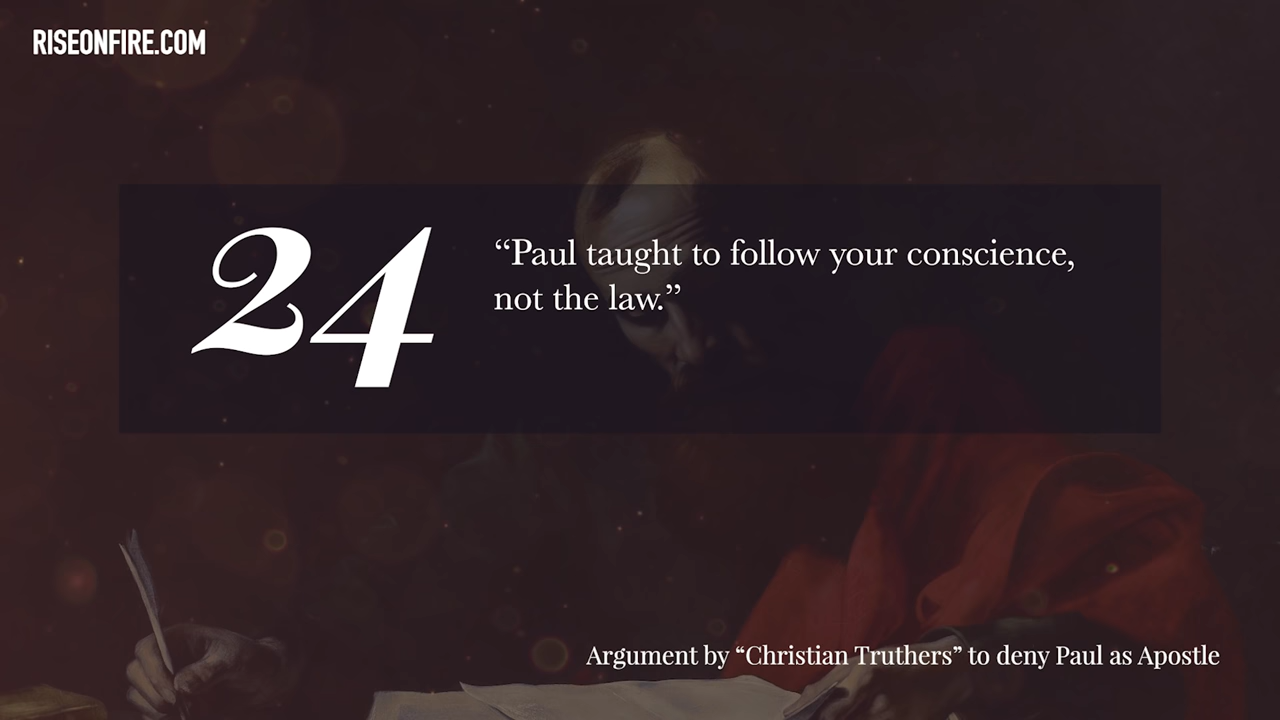 RISEONFIRE.COM
24
“Paul taught to follow your conscience,
not the law.”
Argument by “Christian Truthers” to deny Paul as Apostle